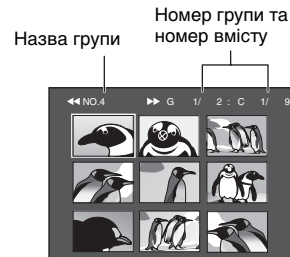 Номер групи та
номер вмісту
Назва групи
◀◀ NO.4 ▶▶ G 1/ 2 : C 1/ 9